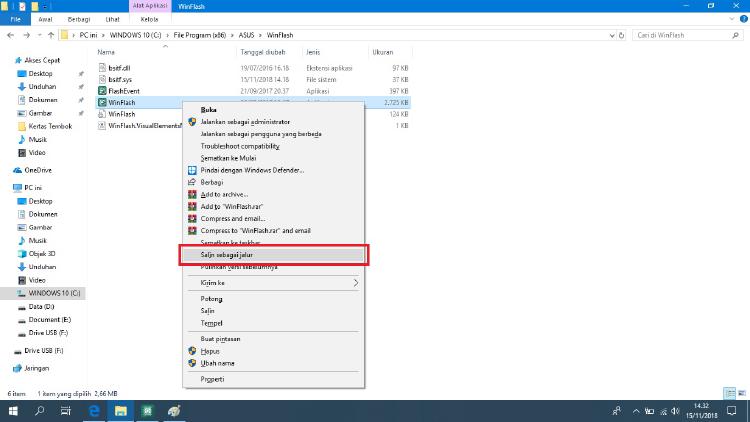 Alat Aplikasi
WinFlash
File
Awal
Berbagi
Lihat
Kelola
PC ini
WINDOWS 10 (C:)
File Program (x86)
ASUS
WinFlash
Cari di WinFlash
Nama
Tanggal diubah
Jenis
Ukuran
bsitf.dll
19/07/2016 16.18
Ekstensi aplikasi
97 KB
bsitf.sys
15/11/2018 14.18
File sistem
37 KB
FlashEvent
21/09/2017 20.37
Aplikasi
397 KB
WinFlash
2.725 KB
WinFlash
124 KB
WinFlash.VisualElements
1 KB
Akses Cepat
Desktop
Unduhan
Dokumen
Gambar
Kertas Tembok
Musik
Video
OneDrive
PC ini
Desktop
Dokumen
Gambar
Objek 3D
Unduhan
Video
WINDOWS 10 (C:)
Data (D:)
Document (E:)
Drive USB (F:)
Drive USB (F:)
Jaringan
Buka
Jalankan sebagai administrator
Jalankan sebagai pengguna yang berbeda
Troubleshoot compatibility
Sematkan ke Mulai
Pindai dengan Windows Defender...
Berbagi
Add to archive...
Add to "WinFlash.rar"
Compress and email...
Compress to "WinFlash.rar" and email
Sematkan ke taskbar
Salin sebagai jalur
Pulihkan versi sebelumnya
Kirim ke
Potong
Salin
Tempel
Buat pintasan
Hapus
Ubah nama
Properti
6 item
1 item yang dipilih 2,66 MB
14.32
15/11/2018